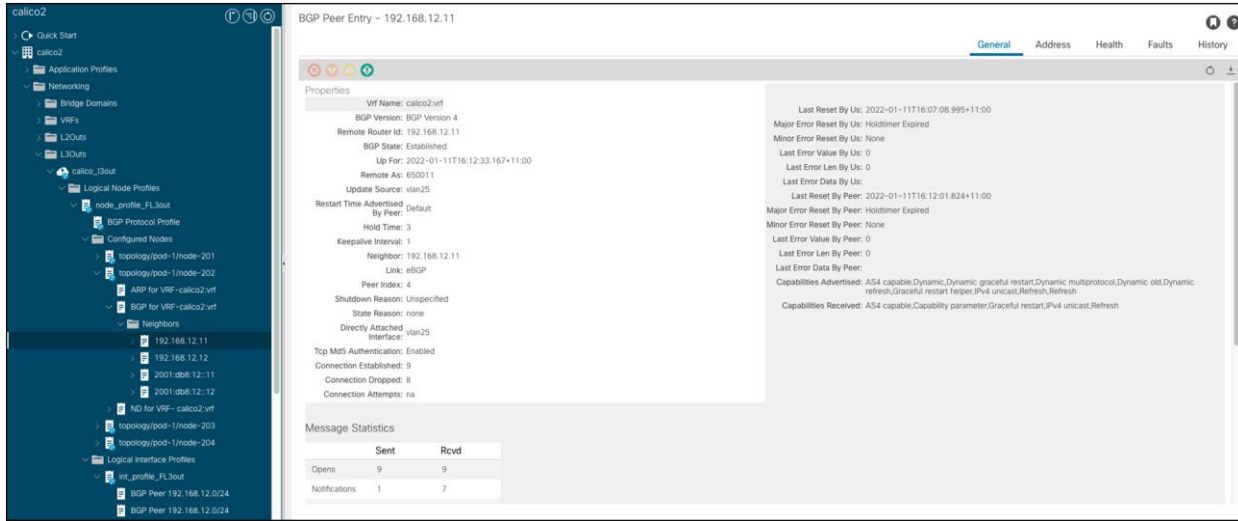 calico2
Quick Start
calico2
Application Profiles
Networking
Bridge Domains
VRFs
L2Outs
L3Outs
calico_l3out
Logical Node Profiles
node_profile_FL3out
BGP Protocol Profile
Configured Nodes
topology/pod-1/node-201
topology/pod-1/node-202
ARP for VRF-calico2:vrf
BGP for VRF-calico2:vrf
Neighbors
192.168.12.11
192.168.12.12
2001:db8:12::11
2001:db8:12::12
ND for VRF- calico2:vrf
topology/pod-1/node-203
topology/pod-1/node-204
Logical Interface Profiles
int_profile_FL3out
BGP Peer 192.168.12.0/24
BGP Peer 192.168.12.0/24
BGP Peer Entry - 192.168.12.11
General Address Health Faults History
Properties
Vrf Name: calico2:vrf
BGP Version: BGP Version 4
Remote Router Id: 192.168.12.11
BGP State: Established
Up For: 2022-01-11T16:12:33.167+11:00
Remote As: 650011
Update Source: vlan25
Restart Time Advertised
By Peer: Default
Hold Time: 3
Keepalive Interval: 1
Neighbor: 192.168.12.11
Link: eBGP
Peer Index: 4
Shutdown Reason: Unspecified
State Reason: none
Directly Attached
Interface: vlan25
Tcp Md5 Authentication: Enabled
Connection Established: 9
Connection Dropped: 8
Connection Attempts: na
Last Reset By Us: 2022-01-11T16:07:08.995+11:00
Major Error Reset By Us: Holdtimer Expired
Minor Error Reset By Us: None
Last Error Value By Us: 0
Last Error Len By Us: 0
Last Error Data By Us:
Last Reset By Peer: 2022-01-11T16:12:01.824+11:00
Major Error Reset By Peer: Holdtimer Expired
Minor Error Reset By Peer: None
Last Error Value By Peer: 0
Last Error Len By Peer: 0
Last Error Data By Peer:
Capabilities Advertised: AS4 capable,Dynamic,Dynamic graceful restart,Dynamic multiprotocol,Dynamic old,Dynamic
refresh,Graceful restart helper,IPv4 unicast,Refresh,Refresh
Capabilities Received: AS4 capable,Capability parameter,Graceful restart,IPv4 unicast,Refresh
Message Statistics
Sent Rcvd
Opens 9 9
Notifications 1 7